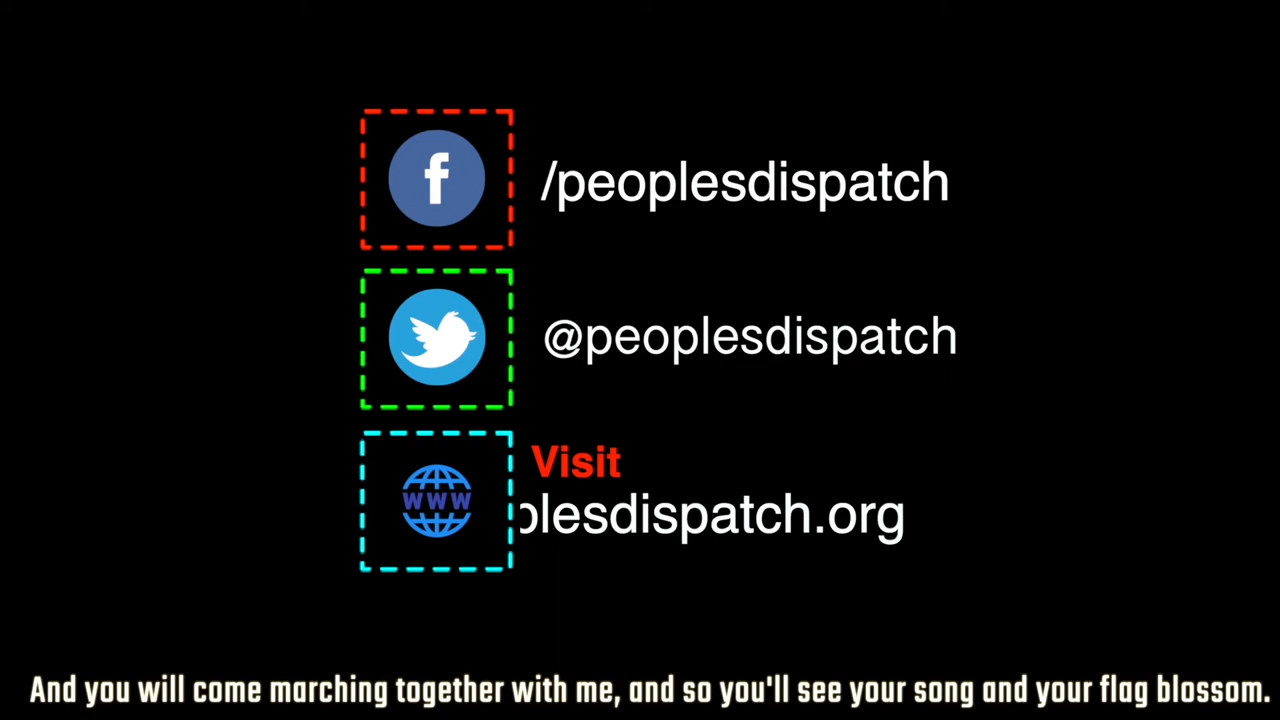 f
/peoplesdispatch
@peoplesdispatch
Visit
www
plesdispatch.org
And you will come marching together with me, and so you'll see your song and your flag blossom.